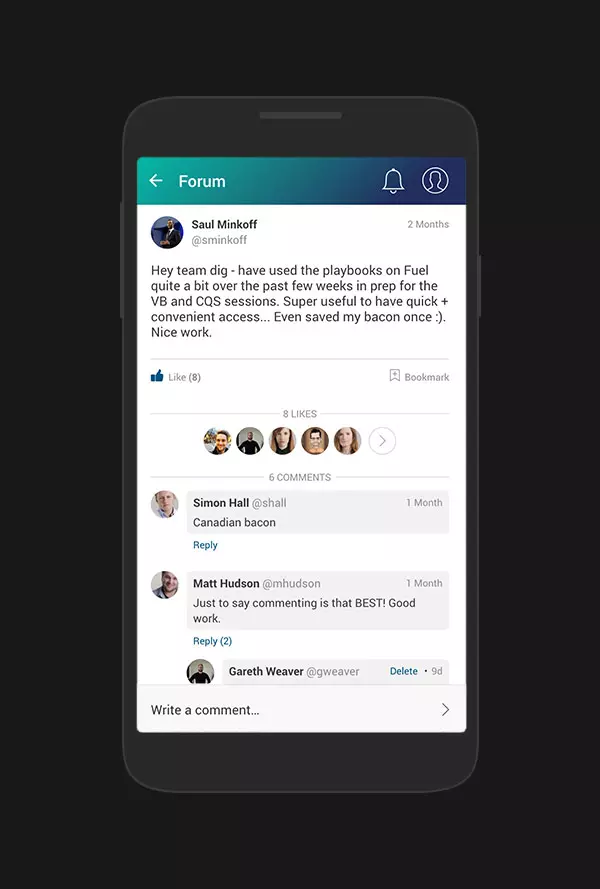 Forum
Saul Minkoff
2 Months
@sminkoff
Hey team dig - have used the playbooks on Fuel
quite a bit over the past few weeks in prep for the
VB and CQS sessions. Super useful to have quick +
convenient access... Even saved my bacon once :).
Nice work.
Like (8)
Bookmark
8 LIKES
6 COMMENTS
Simon Hall @shall
1 Month
Canadian bacon
Reply
Matt Hudson @mhudson
1 Month
Just to say commenting is that BEST! Good
work.
Reply (2)
Gareth Weaver @gweaver
Delete • 9d
Write a comment...